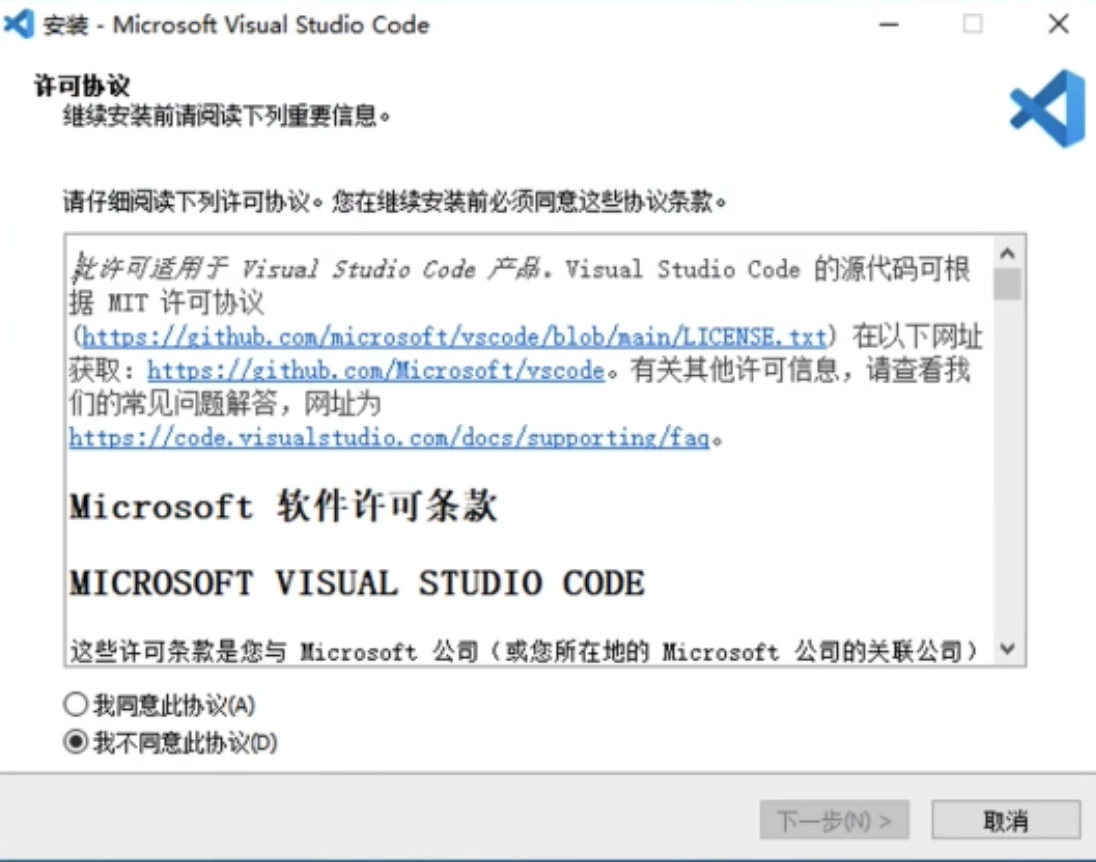 安装 - Microsoft Visual Studio Code
许可协议
继续安装前请阅读下列重要信息。
请仔细阅读下列许可协议。您在继续安装前必须同意这些协议条款。
此许可适用于 Visual Studio Code 产品。Visual Studio Code 的源代码可根
据 MIT 许可协议
(https://github.com/microsoft/vscode/blob/main/LICENSE.txt) 在以下网址
获取：https://github.com/Microsoft/vscode。有关其他许可信息，请查看我
们的常见问题解答，网址为
https://code.visualstudio.com/docs/supporting/faq。
Microsoft 软件许可条款
MICROSOFT VISUAL STUDIO CODE
这些许可条款是您与 Microsoft 公司（或您所在地的 Microsoft 公司的关联公司）
我同意此协议(A)
我不同意此协议(D)
下一步(N) >
取消